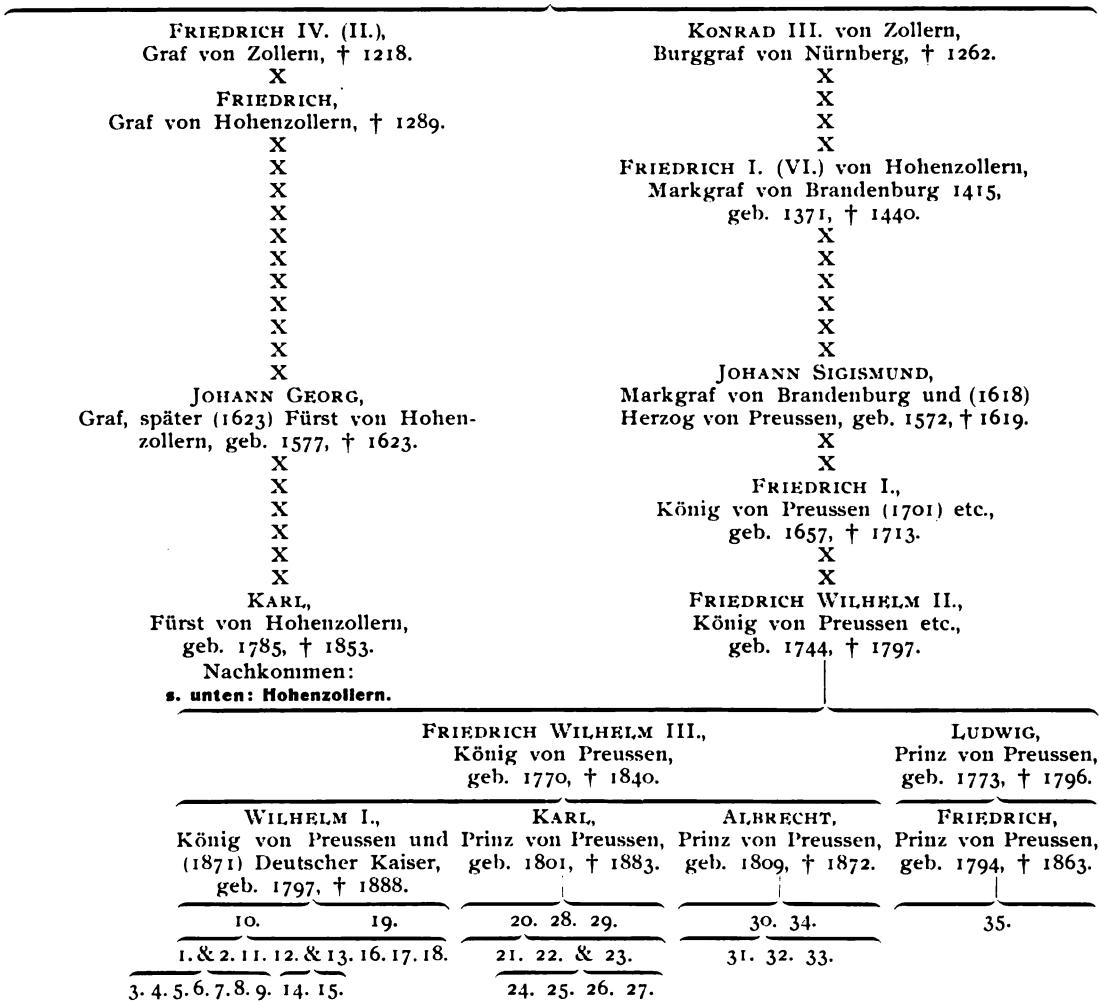 FRIEDRICH IV. (II.),
Graf von Zollern, † 1218.
X
FRIEDRICH,
Graf von Hohenzollern, † 1289.
X
X
X
X
X
X
X
X
X
X
X
JOHANN GEORG,
Graf, später (1623) Fürst von Hohen-
zollern, geb. 1577, † 1623.
X
X
X
X
X
X
KARL,
Fürst von Hohenzollern,
geb. 1785, † 1853.
Nachkommen:
s. unten: Hohenzollern.
KONRAD III. von Zollern,
Burggraf von Nürnberg, † 1262.
X
X
X
X
FRIEDRICH I. (VI.) von Hohenzollern,
Markgraf von Brandenburg 1415,
geb. 1371, † 1440.
X
X
X
X
X
X
JOHANN SIGISMUND,
Markgraf von Brandenburg und (1618)
Herzog von Preussen, geb. 1572, † 1619.
X
X
FRIEDRICH I.,
König von Preussen (1701) etc.,
geb. 1657, † 1713.
X
X
FRIEDRICH WILHELM II.,
König von Preussen etc.,
geb. 1744, † 1797.
FRIEDRICH WILHELM III.,
König von Preussen,
geb. 1770, † 1840.
LUDWIG,
Prinz von Preussen,
geb. 1773, † 1796.
WILHELM I.,
König von Preussen und
(1871) Deutscher Kaiser,
geb. 1797, † 1888.
KARL,
Prinz von Preussen,
geb. 1801, † 1883.
ALBRECHT,
Prinz von Preussen,
geb. 1809, † 1872.
FRIEDRICH,
Prinz von Preussen,
geb. 1794, † 1863.
10. 19.
20. 28. 29.
30. 34.
35.
1. & 2. 11. 12. & 13. 16. 17. 18.
21. 22. & 23.
31. 32. 33.
3. 4. 5. 6. 7. 8. 9. 14. 15.
24. 25. 26. 27.